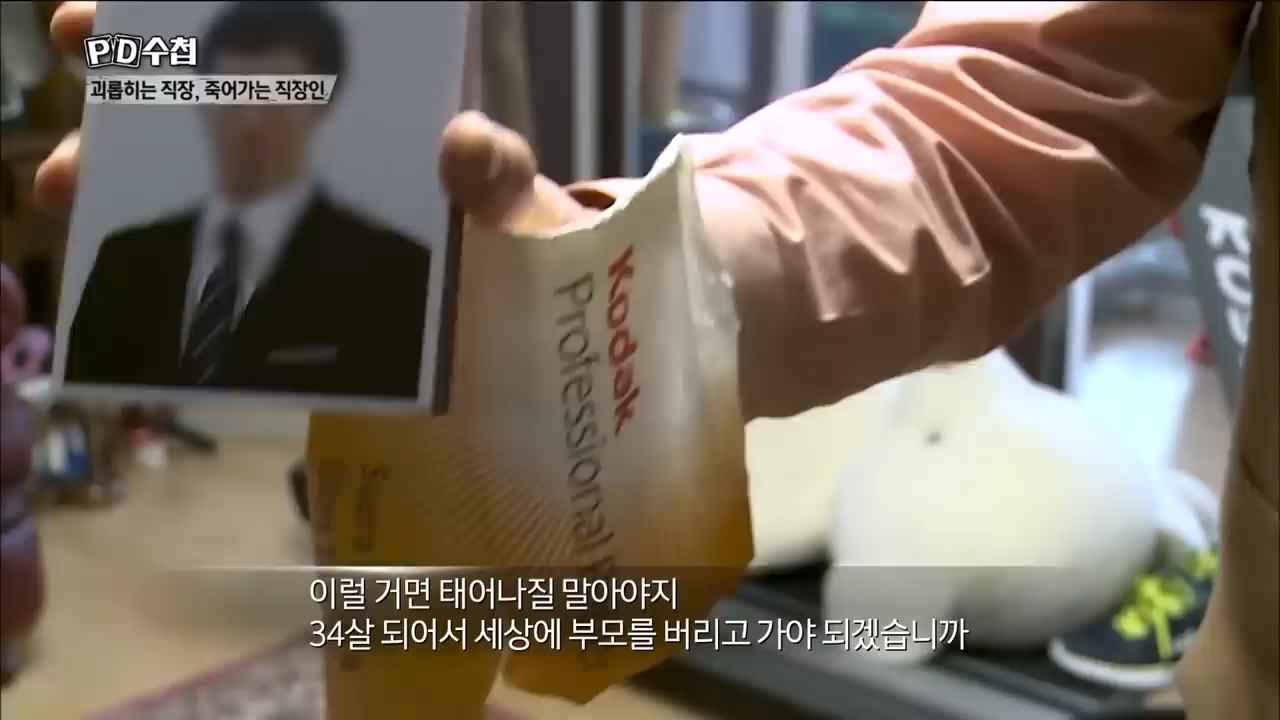 PD수첩
괴롭히는 직장, 죽어가는 직장인
Kodak
Professional
이럴 거면 태어나질 말아야지
34살 되어서 세상에 부모를 버리고 가야 되겠습니까